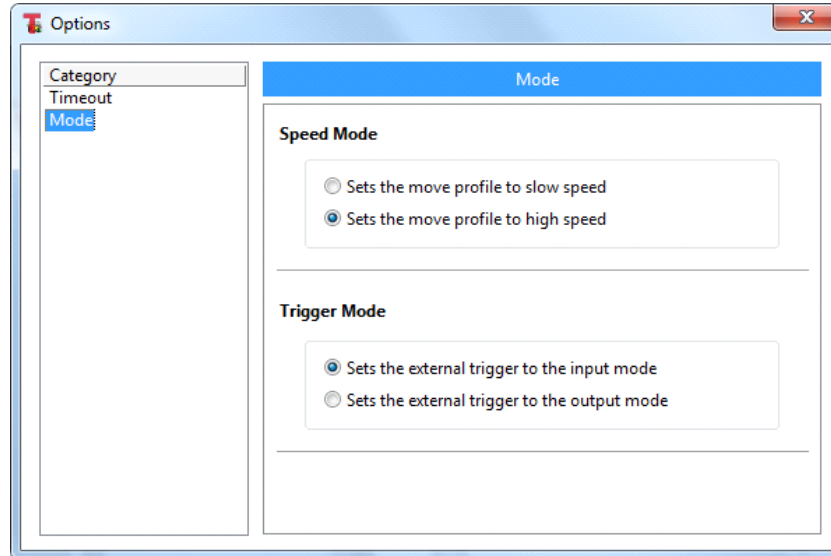 Options
Category
Timeout
Mode
Mode
Speed Mode
Sets the move profile to slow speed
Sets the move profile to high speed
Trigger Mode
Sets the external trigger to the input mode
Sets the external trigger to the output mode